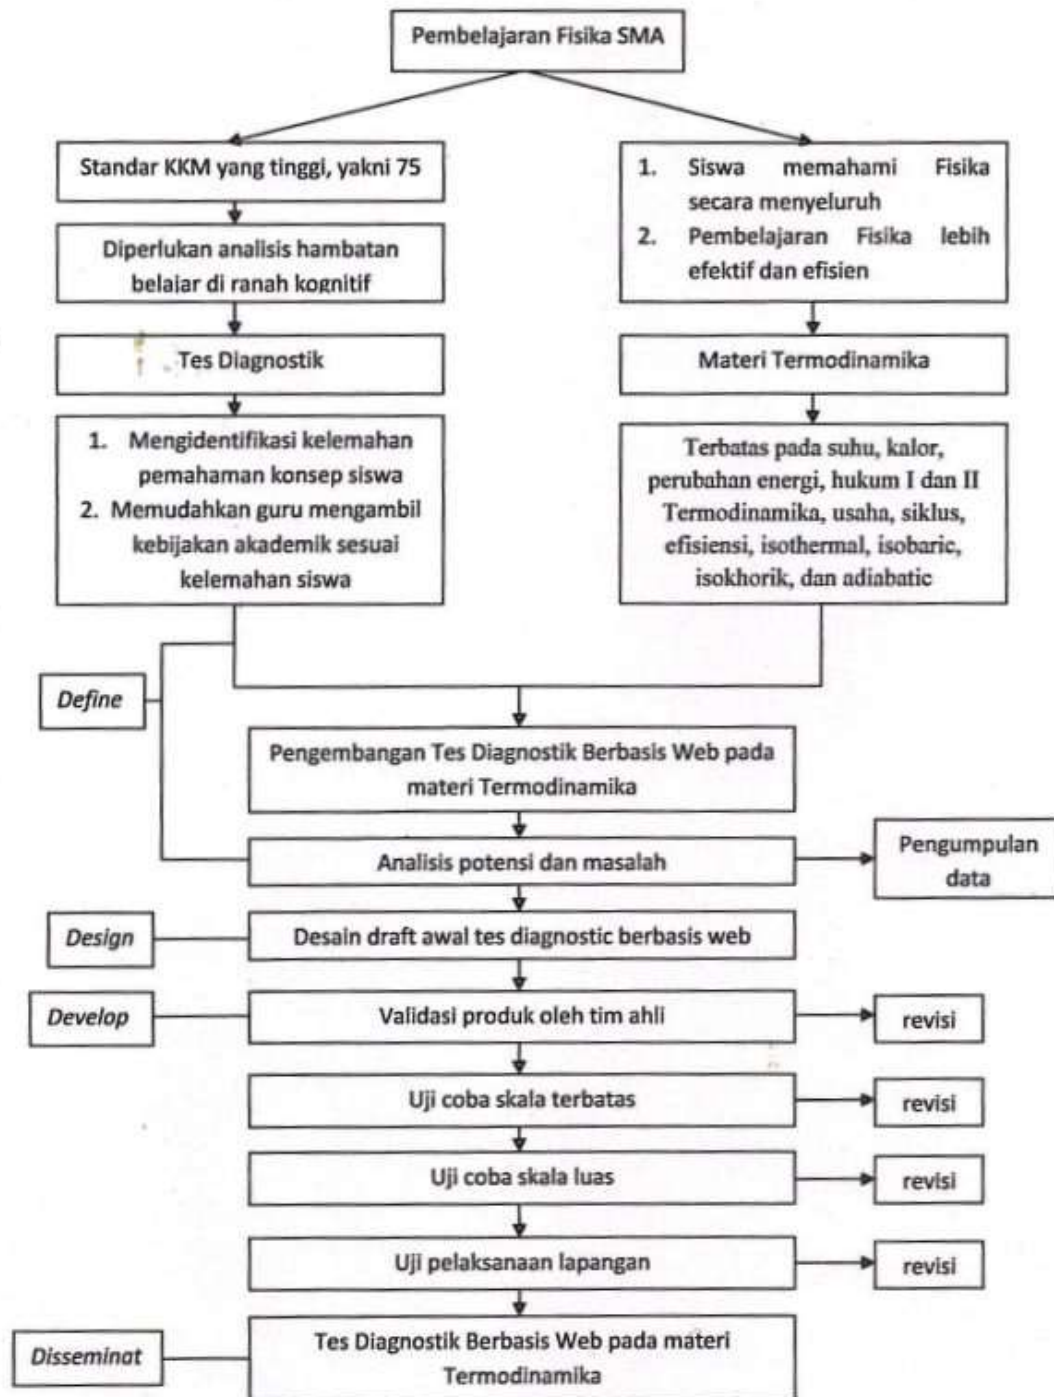 Pembelajaran Fisika SMA
Standar KKM yang tinggi, yakni 75
Diperlukan analisis hambatan
belajar di ranah kognitif
Tes Diagnostik
1. Mengidentifikasi kelemahan
pemahaman konsep siswa
2. Memudahkan guru mengambil
kebijakan akademik sesuai
kelemahan siswa
1. Siswa memahami Fisika
secara menyeluruh
2. Pembelajaran Fisika lebih
efektif dan efisien
Materi Termodinamika
Terbatas pada suhu, kalor,
perubahan energi, hukum I dan II
Termodinamika, usaha, siklus,
efisiensi, isothermal, isobaric,
isokhorik, dan adiabatic
Define
Pengembangan Tes Diagnostik Berbasis Web pada
materi Termodinamika
Analisis potensi dan masalah
Pengumpulan
data
Design
Desain draft awal tes diagnostic berbasis web
Develop
Validasi produk oleh tim ahli
revisi
Uji coba skala terbatas
revisi
Uji coba skala luas
revisi
Uji pelaksanaan lapangan
revisi
Disseminat
Tes Diagnostik Berbasis Web pada materi
Termodinamika